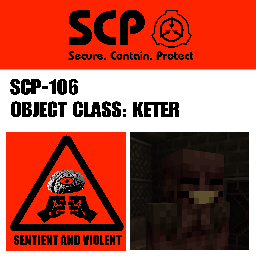 SCP
Secure. Contain. Protect
SCP-106
OBJECT CLASS: KETER
SENTIENT AND VIOLENT